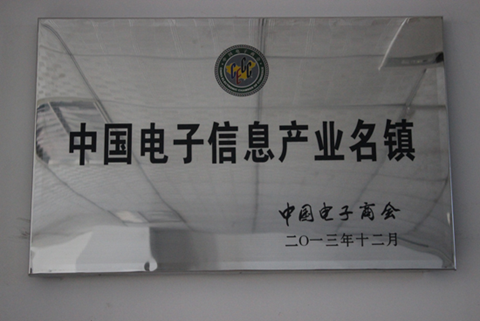 中国电子信息产业名镇
中国电子商会
二〇一三年十二月